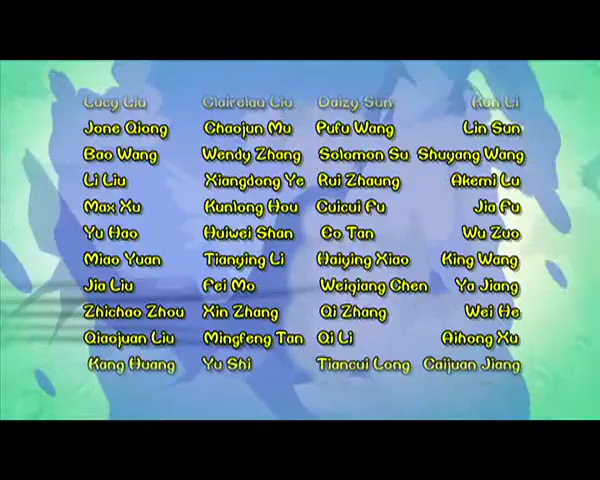 Lucy Liu Clairelau Liu Daizy Sun Kun Li
Jone Qiong Chaojun Mu Pufu Wang Lin Sun
Bao Wang Wendy Zhang Solomon Su Shuyang Wang
Li Liu Xiangdong Ye Rui Zhaung Akemi Lu
Max Xu Kunlong Hou Cuicui Fu Jia Fu
Yu Hao Huiwei Shan Bo Tan Wu Zuo
Miao Yuan Tianying Li Haiying Xiao King Wang
Jia Liu Fei Mo Weiqiang Chen Ya Jiang
Zhichao Zhou Xin Zhang Qi Zhang Wei He
Qiaojuan Liu Mingfeng Tan Qi Li Aihong Xu
Kang Huang Yu Shi Tiancui Long Caijuan Jiang